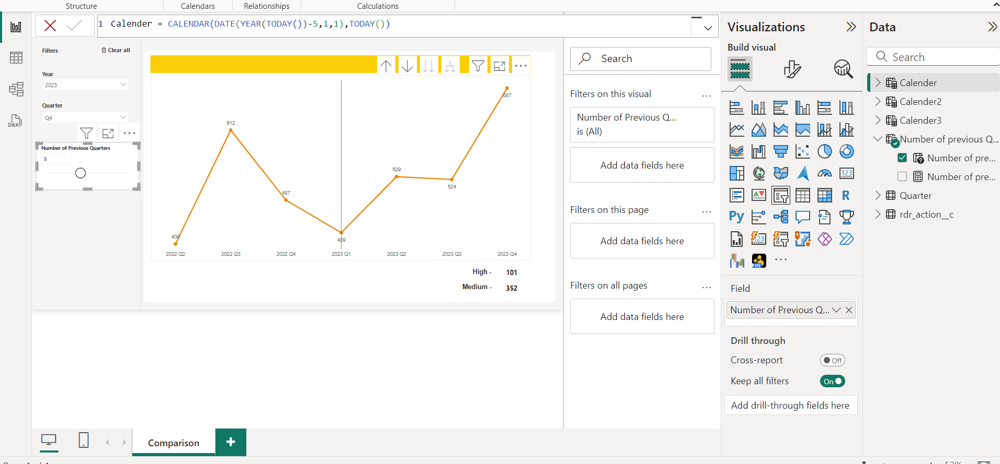 Structure
Calendars
Relationships
Calculations
1 Calender = CALENDAR(DATE(YEAR(TODAY())-5,1,1),TODAY())
Filters
Clear all
Year
2023
Quarter
Q4
Number of Previous Quarters
8
612
687
487
529
524
409
429
2022 Q2
2022 Q3
2022 Q4
2023 Q1
2023 Q2
2023 Q3
2023 Q4
High -
101
Medium -
352
Comparison
Search
Filters on this visual
Number of Previous Q...
is (All)
Add data fields here
Filters on this page
Add data fields here
Filters on all pages
Add data fields here
Visualizations
Build visual
123
R
Py
123
PIN
Field
Number of Previous Q...
Drill through
Cross-report
Off
Keep all filters
On
Add drill-through fields here
Data
Search
Calender
Calender2
Calender3
Number of previous Q...
Number of pre...
Number of pre...
Quarter
rdr_action__c
DAX